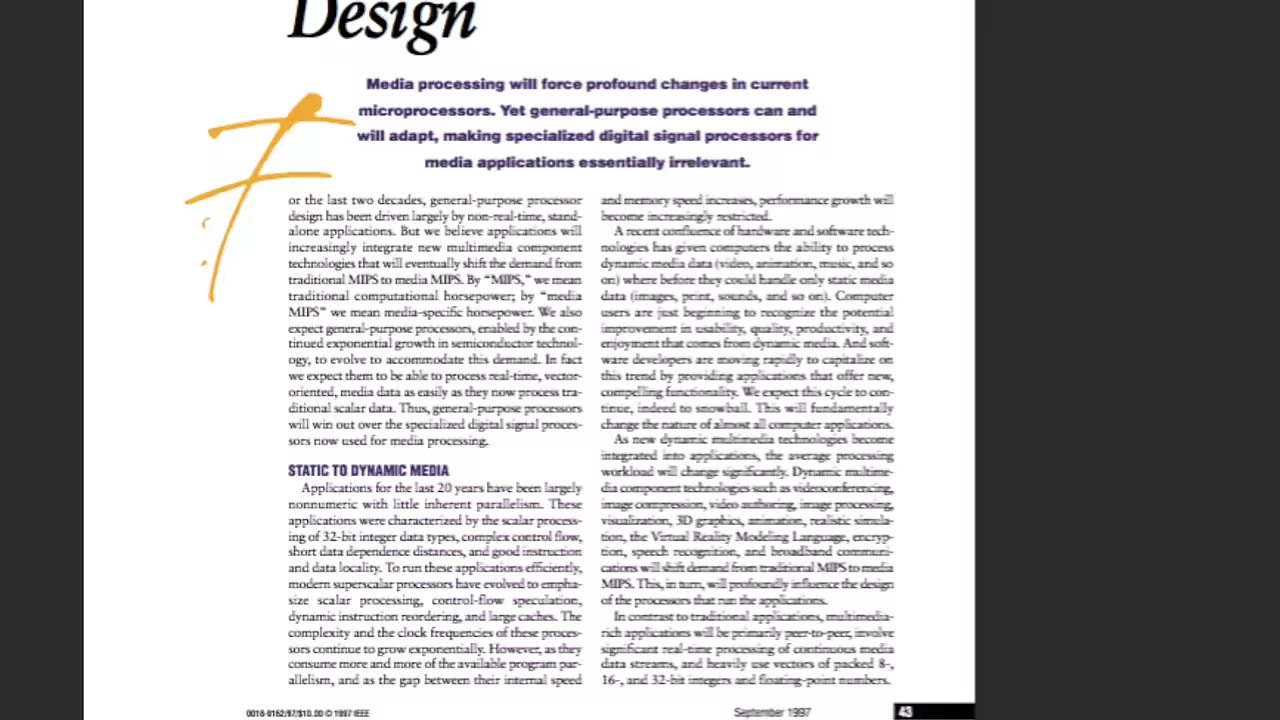 Design
Media processing will force profound changes in current
microprocessors. Yet general-purpose processors can and
will adapt, making specialized digital signal processors for
media applications essentially irrelevant.
F
or the last two decades, general-purpose processor
design has been driven largely by non-real-time, stand-
alone applications. But we believe applications will
increasingly integrate new multimedia component
technologies that will eventually shift the demand from
traditional MIPS to media MIPS. By “MIPS,” we mean
traditional computational horsepower; by “media
MIPS” we mean media-specific horsepower. We also
expect general-purpose processors, enabled by the con-
tinued exponential growth in semiconductor technol-
ogy, to evolve to accommodate this demand. In fact
we expect them to be able to process real-time, vector-
oriented, media data as easily as they now process tra-
ditional scalar data. Thus, general-purpose processors
will win out over the specialized digital signal proces-
sors now used for media processing.
STATIC TO DYNAMIC MEDIA
Applications for the last 20 years have been largely
nonnumeric with little inherent parallelism. These
applications were characterized by the scalar process-
ing of 32-bit integer data types, complex control flow,
short data dependence distances, and good instruction
and data locality. To run these applications efficiently,
modern superscalar processors have evolved to empha-
size scalar processing, control-flow speculation,
dynamic instruction reordering, and large caches. The
complexity and the clock frequencies of these proces-
sors continue to grow exponentially. However, as they
consume more and more of the available program par-
allelism, and as the gap between their internal speed
and memory speed increases, performance growth will
become increasingly restricted.
A recent confluence of hardware and software tech-
nologies has given computers the ability to process
dynamic media data (video, animation, music, and so
on) where before they could handle only static media
data (images, print, sounds, and so on). Computer
users are just beginning to recognize the potential
improvement in usability, quality, productivity, and
enjoyment that comes from dynamic media. And soft-
ware developers are moving rapidly to capitalize on
this trend by providing applications that offer new,
compelling functionality. We expect this cycle to con-
tinue, indeed to snowball. This will fundamentally
change the nature of almost all computer applications.
As new dynamic multimedia technologies become
integrated into applications, the average processing
workload will change significantly. Dynamic multime-
dia component technologies such as videoconferencing,
image compression, video authoring, image processing,
visualization, 3D graphics, animation, realistic simula-
tion, the Virtual Reality Modeling Language, encryp-
tion, speech recognition, and broadband communi-
cations will shift demand from traditional MIPS to media
MIPS. This, in turn, will profoundly influence the design
of the processors that run the applications.
In contrast to traditional applications, multimedia-
rich applications will be primarily peer-to-peer, involve
significant real-time processing of continuous media
data streams, and heavily use vectors of packed 8-,
16-, and 32-bit integers and floating-point numbers.
0018-9162/97/$10.00 © 1997 IEEE
September 1997
43